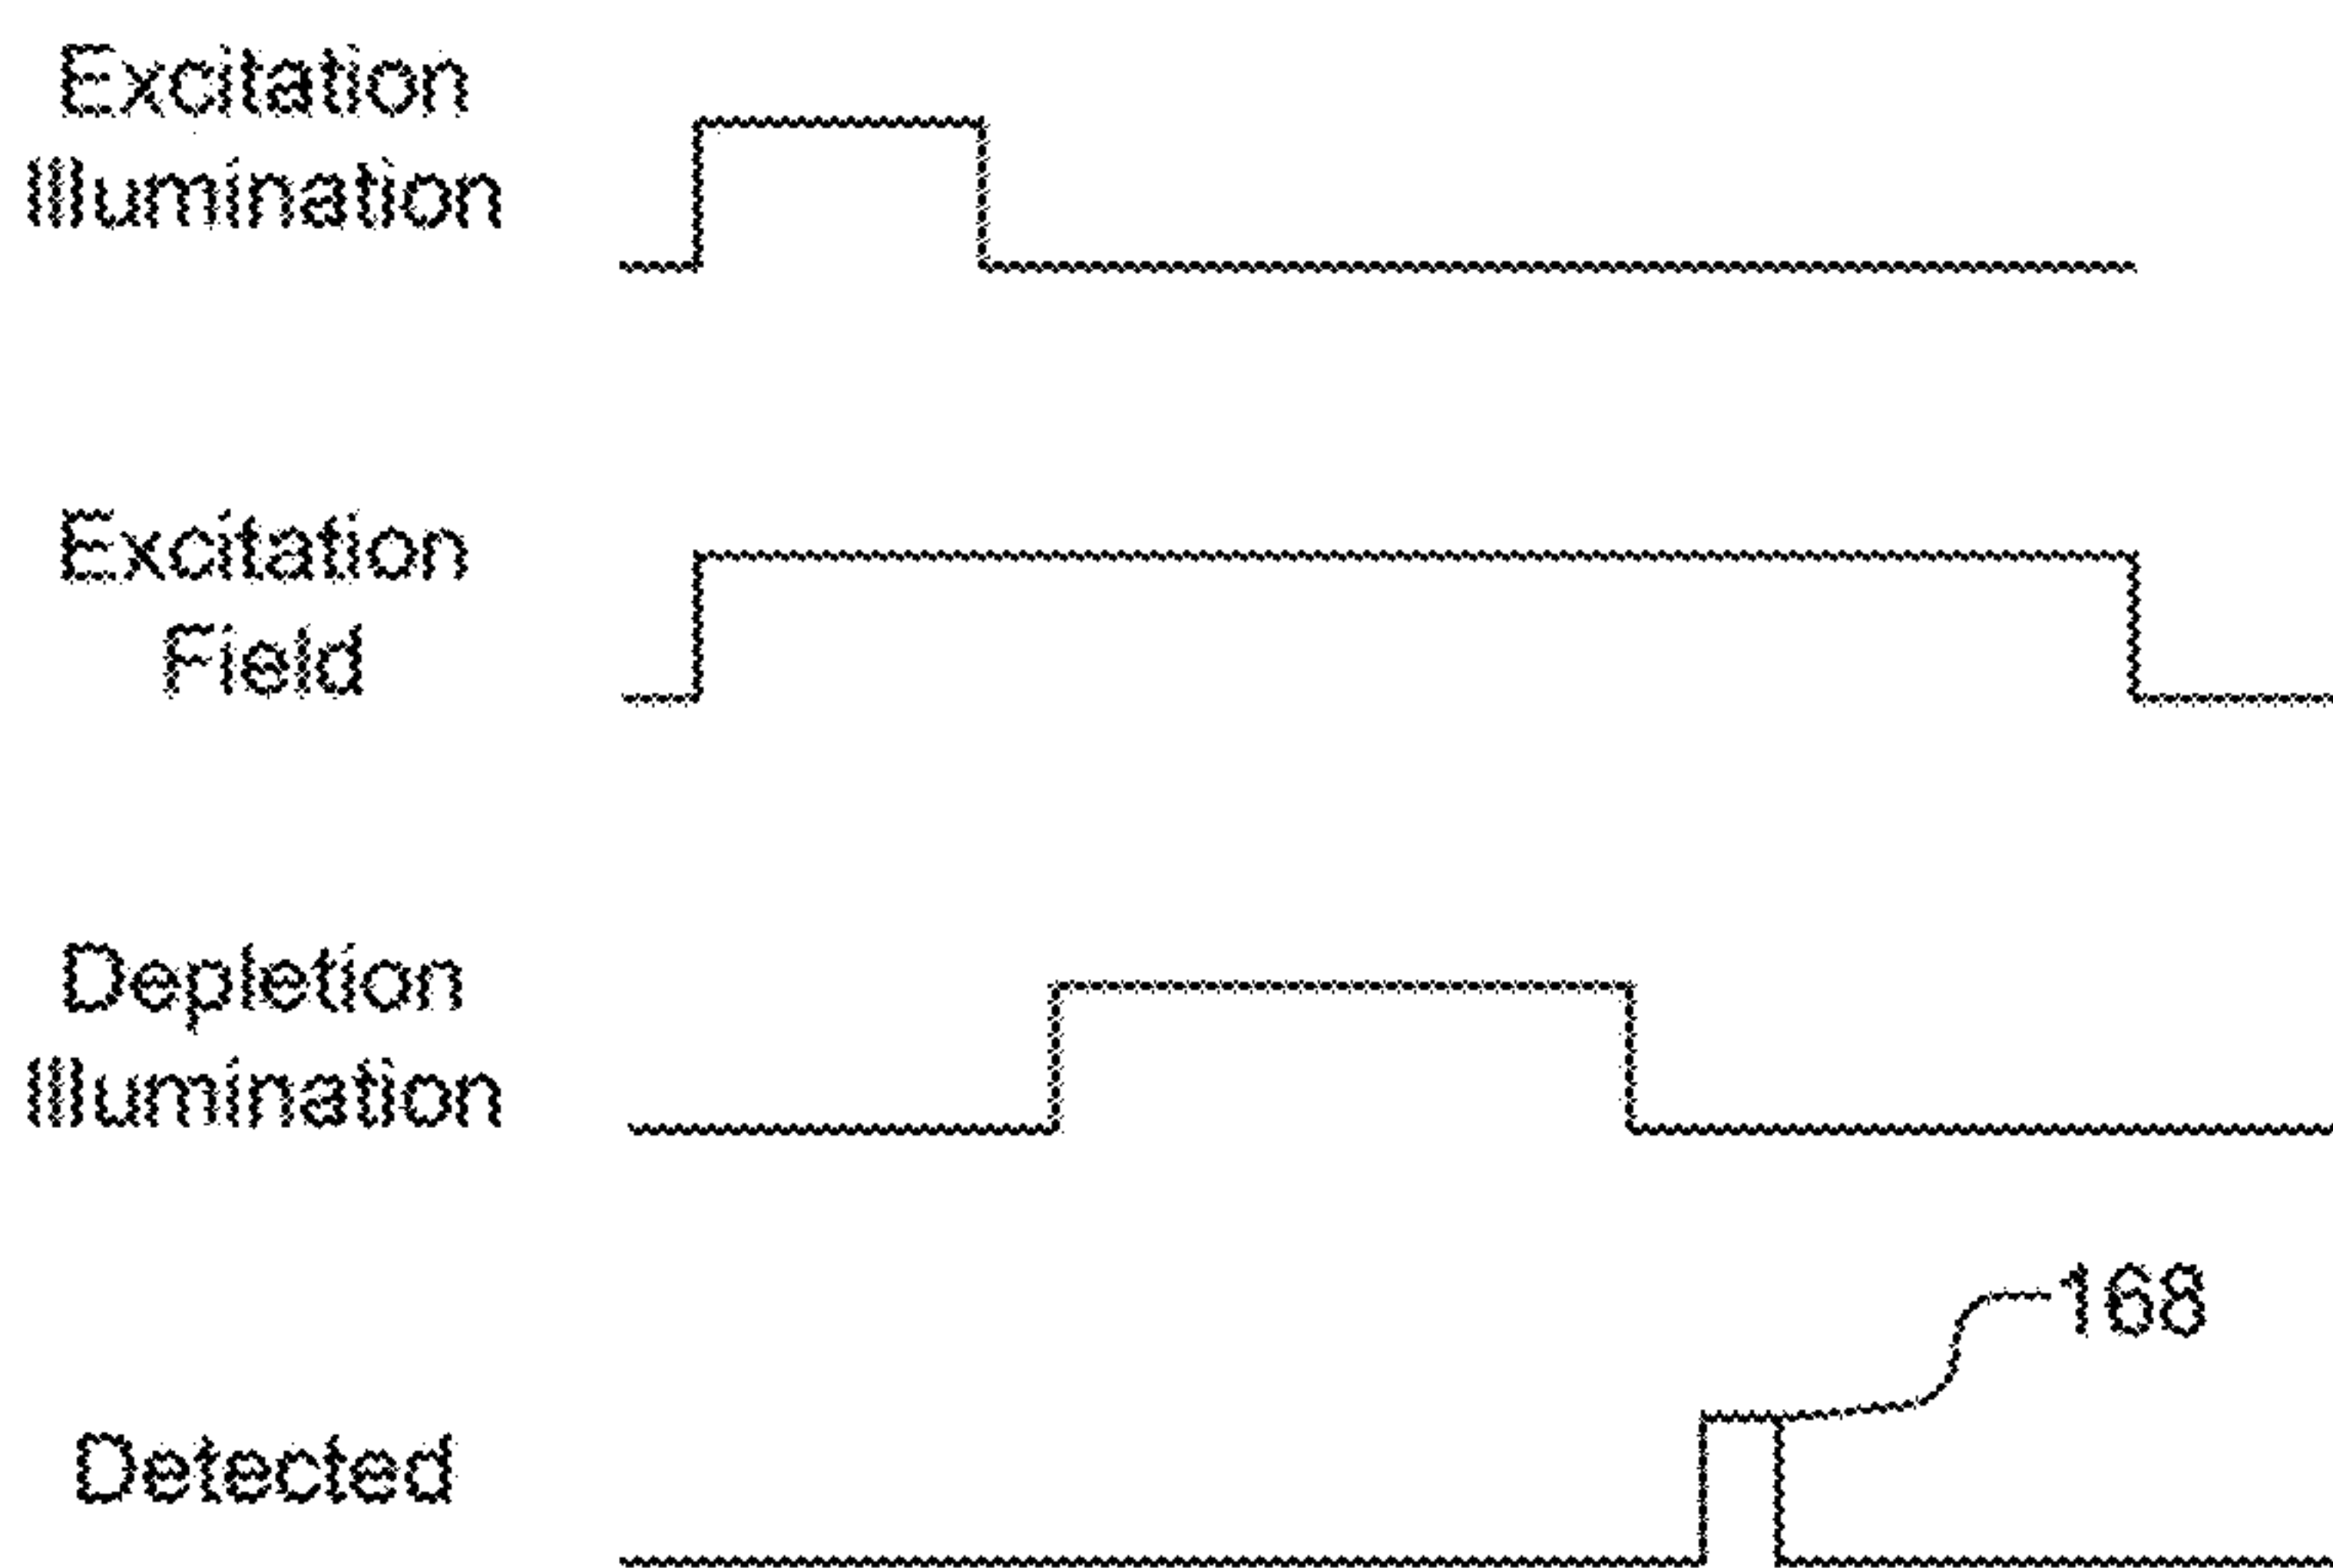 Excitation
Illumination
Excitation
Field
Depletion
Illumination
168
Detected